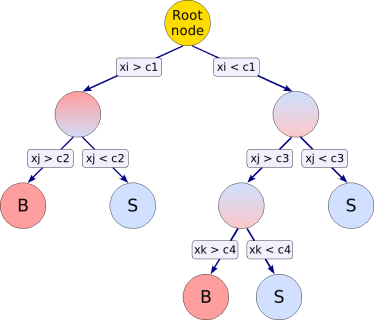 Root
node
xi > c1
xi < c1
xj > c2
xj < c2
xj > c3
xj < c3
B
S
S
xk > c4
xk < c4
B
S